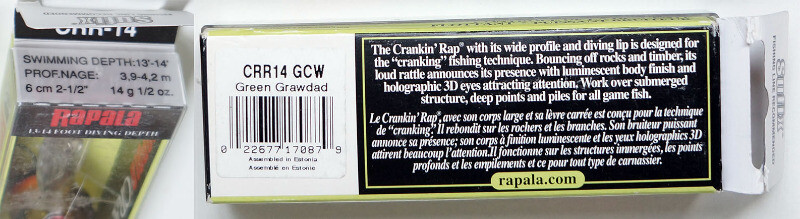 CRR-14
SWIMMING DEPTH: 13'-14'
PROF.NAGE: 3,9-4,2 m
6 cm 2-1/2" 14 g 1/2 oz.
Rapala
13-14 FOOT DIVING DEPTH
CRR14 GCW
Green Grawdad
0 22677 17087 9
Assembled in Estonia
Assemblé en Estonie
The Crankin' Rap® with its wide profile and diving lip is designed for
the "cranking" fishing technique. Bouncing off rocks and timber, its
loud rattle announces its presence with luminescent body finish and
holographic 3D eyes attracting attention. Work over submerged
structure, deep points and piles for all game fish.
Le Crankin' Rap®, avec son corps large et sa lèvre carrée est conçu pour la technique
de "cranking". Il rebondit sur les rochers et les branches. Son bruiteur puissant
annonce sa présence; son corps à finition luminescente et les yeux holographics 3D
attirent beaucoup l'attention.Il fonctionne sur les structures immergées, les points
profonds et les empilements et ce pour tout type de carnassier.
rapala.com
FISHING LINE RECOMMENDED